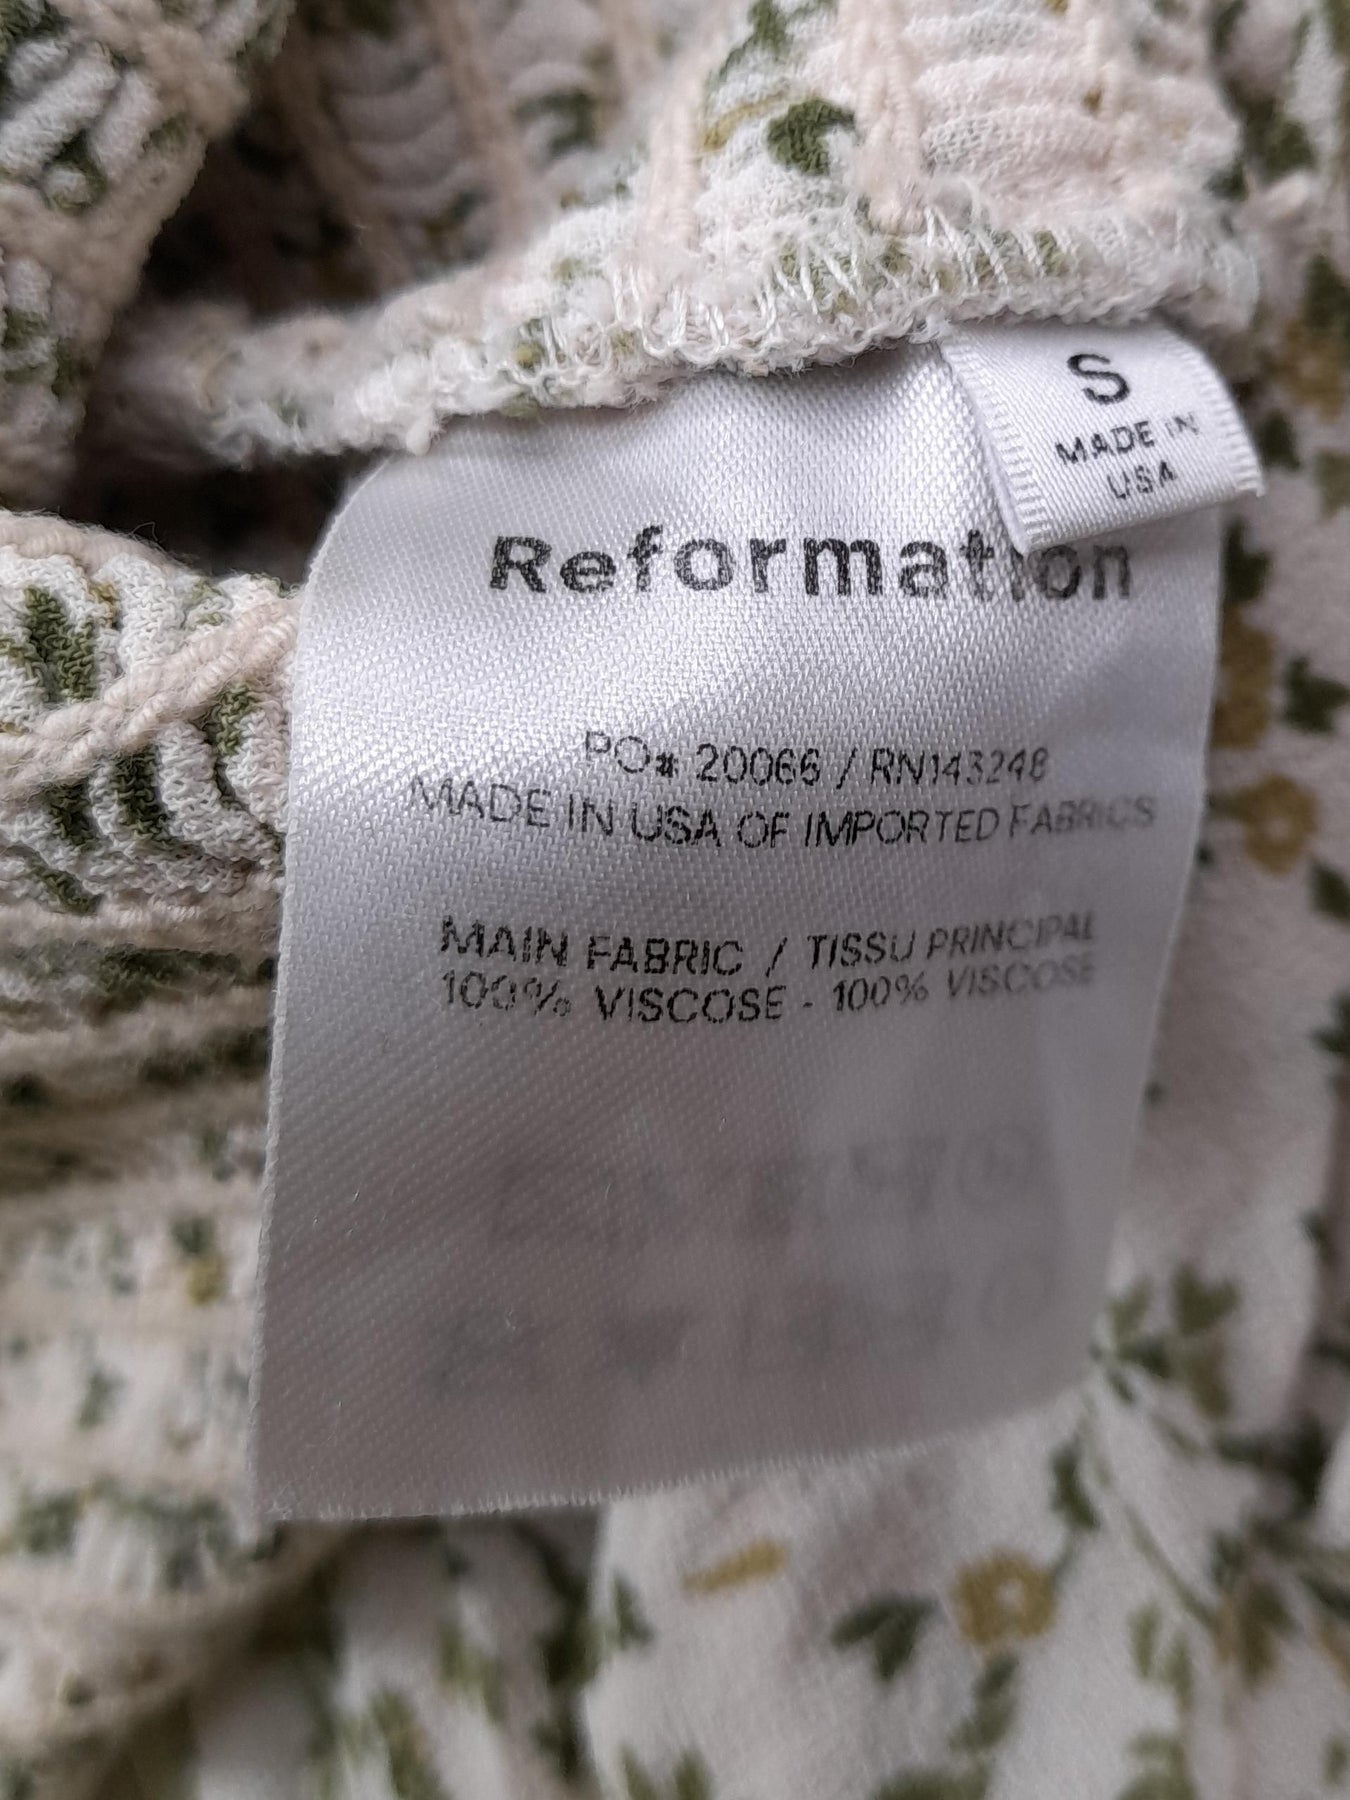 S
MADE IN
USA
Reformation
PO# 20066 / RN143248
MADE IN USA OF IMPORTED FABRICS
MAIN FABRIC / TISSU PRINCIPAL
100% VISCOSE - 100% VISCOSE